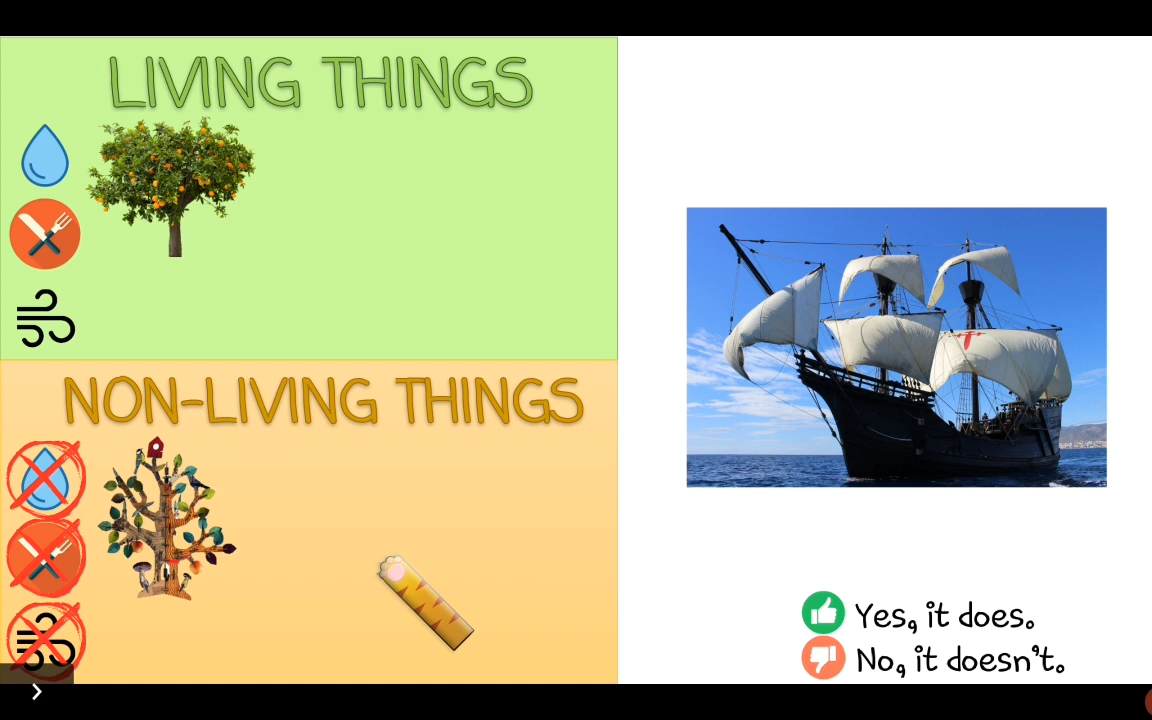 LIVING THINGS
NON-LIVING THINGS
Yes, it does.
No, it doesn't.